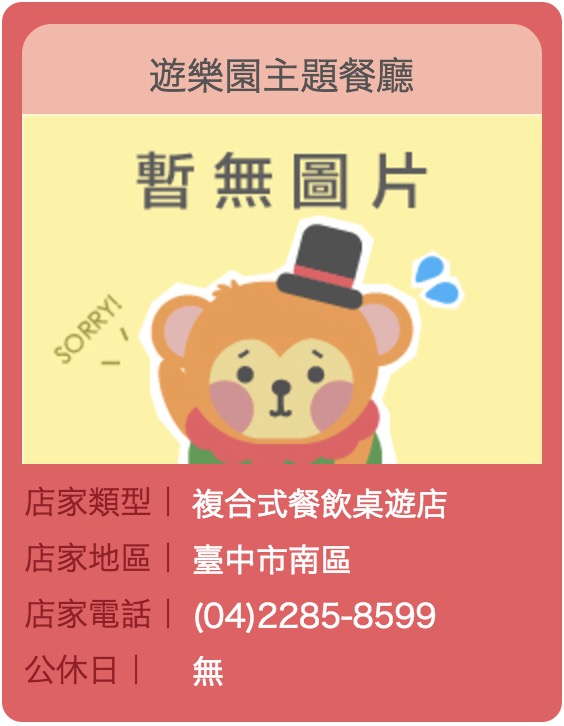 遊樂園主題餐廳
暫無圖片
SORRY!
店家類型｜ 複合式餐飲桌遊店
店家地區｜ 臺中市南區
店家電話｜ (04)2285-8599
公休日｜ 無